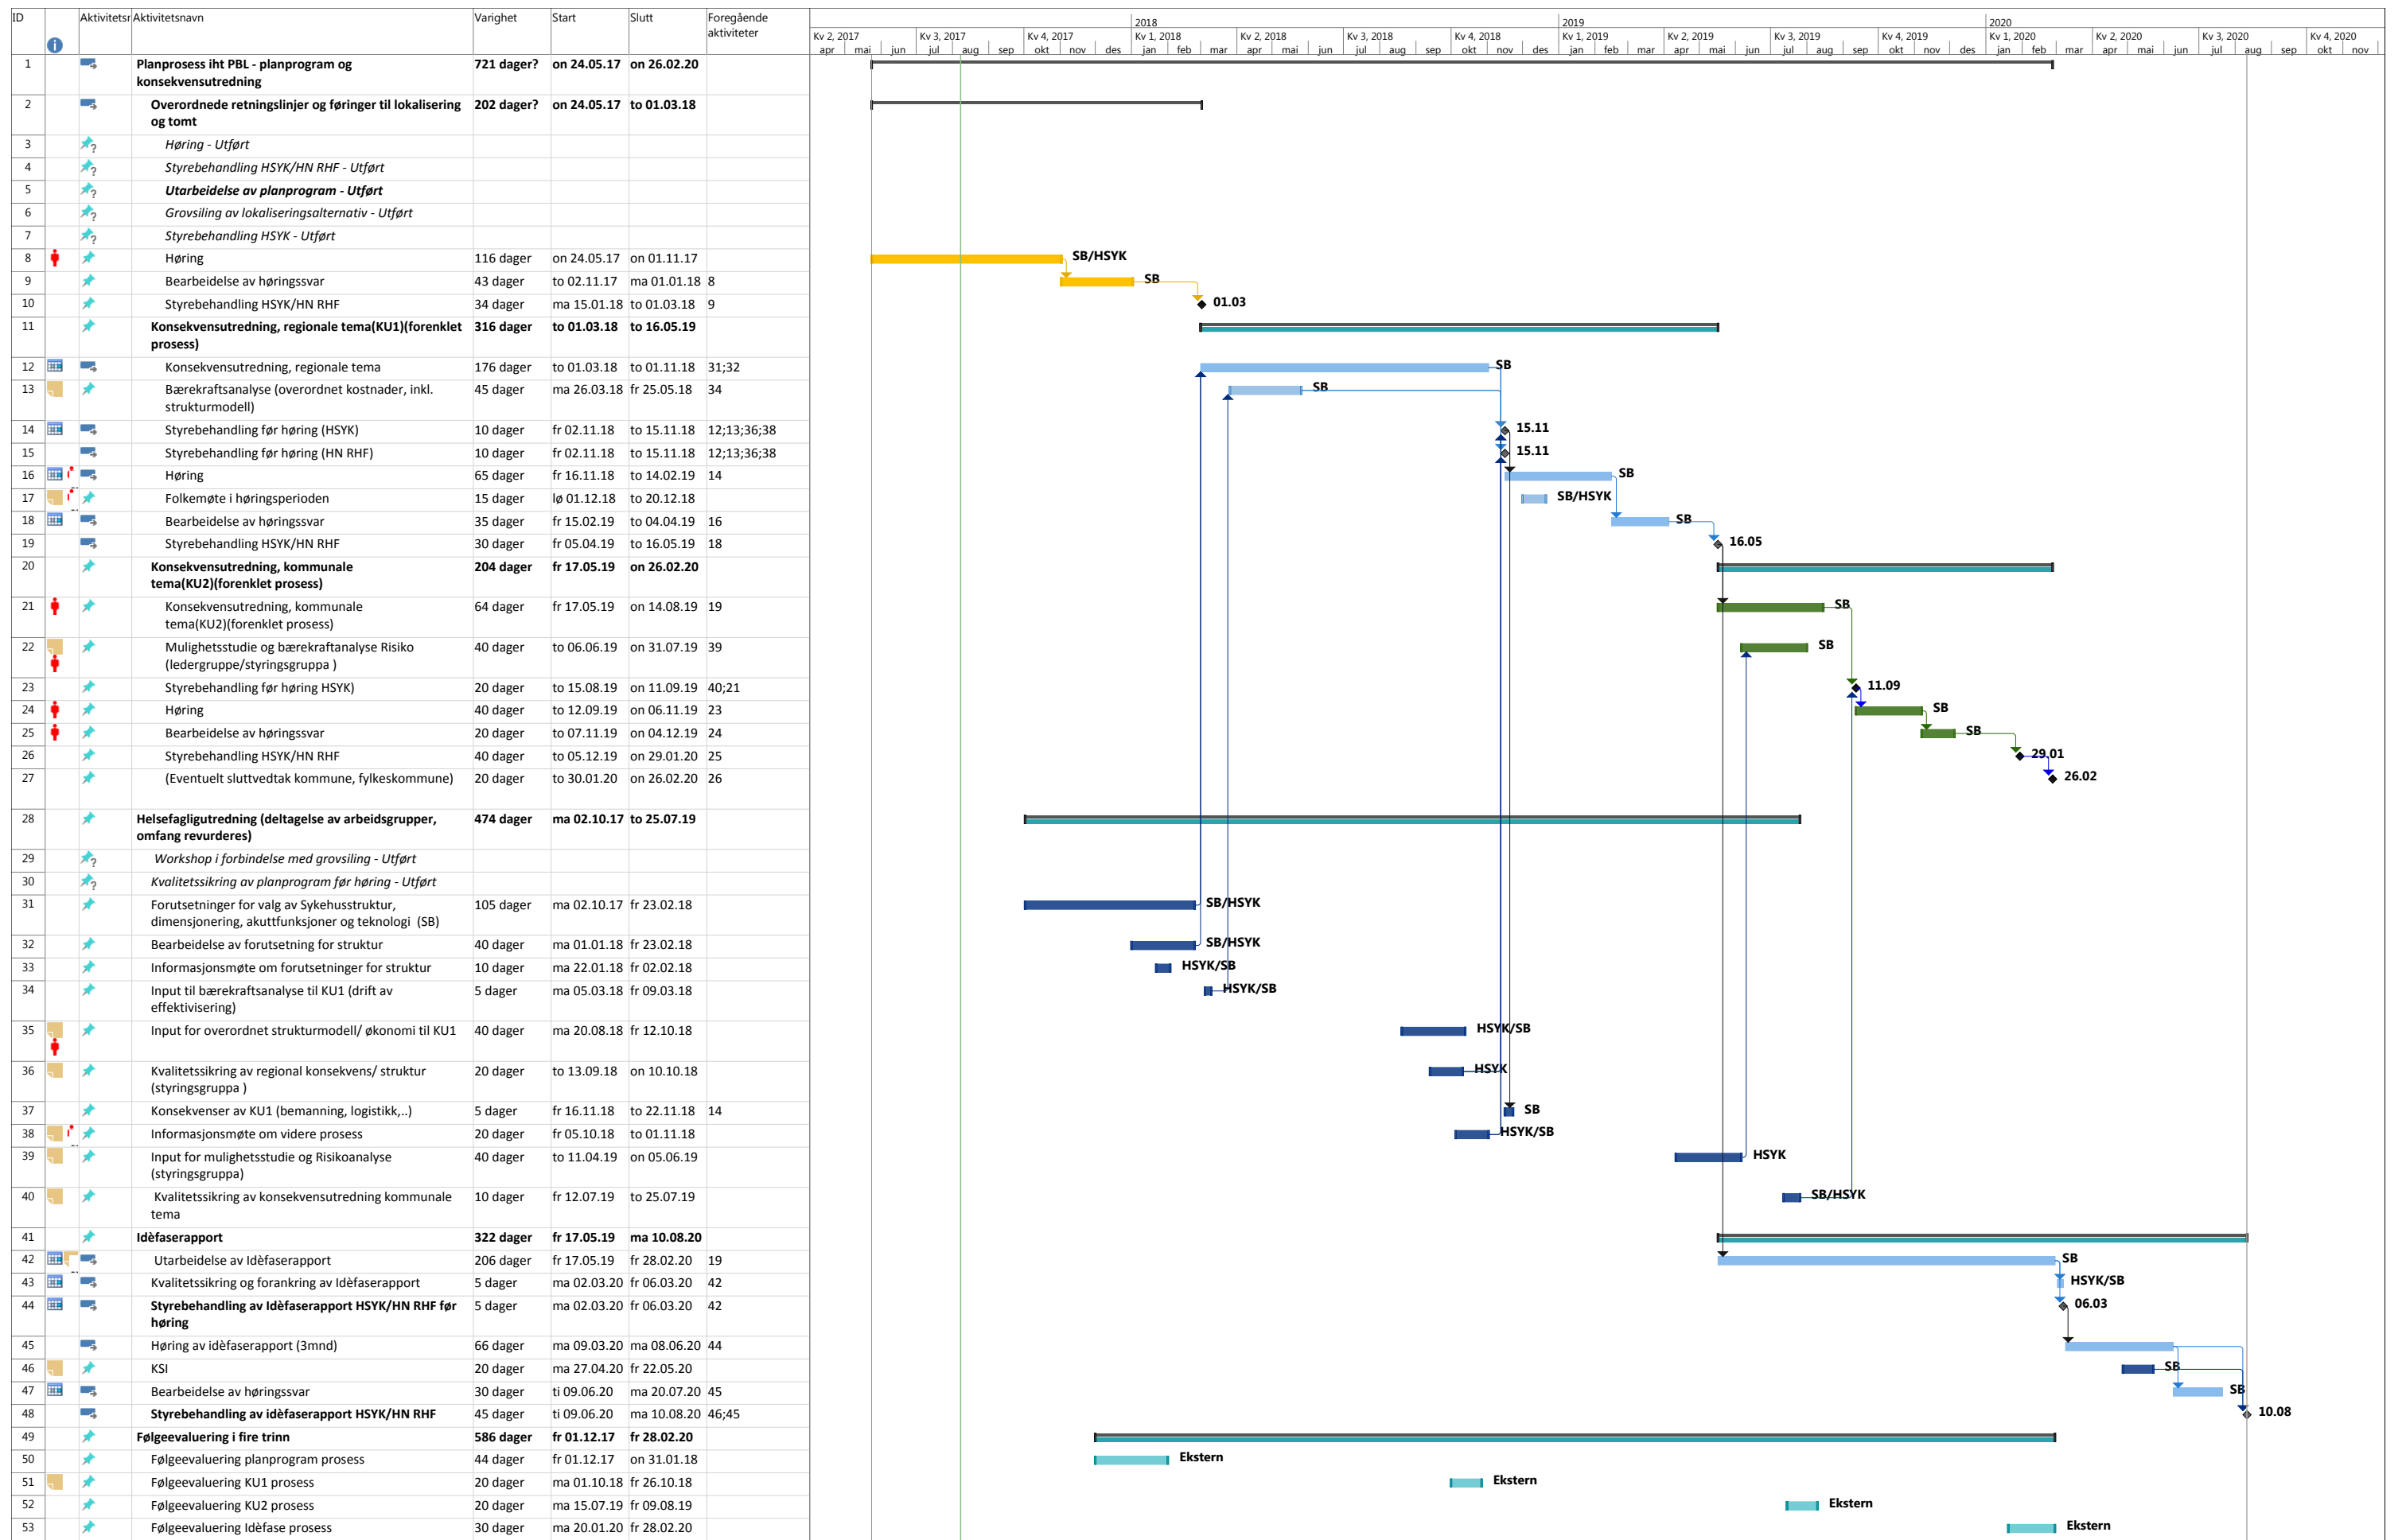 ID Aktivitetsr Aktivitetsnavn Varighet Start Slutt Foregående
aktiviteter
2018 2019 2020
Kv 2, 2017 Kv 3, 2017 Kv 4, 2017 Kv 1, 2018 Kv 2, 2018 Kv 3, 2018 Kv 4, 2018 Kv 1, 2019 Kv 2, 2019 Kv 3, 2019 Kv 4, 2019 Kv 1, 2020 Kv 2, 2020 Kv 3, 2020 Kv 4, 2020
apr mai jun jul aug sep okt nov des jan feb mar apr mai jun jul aug sep okt nov des jan feb mar apr mai jun jul aug sep okt nov des jan feb mar apr mai jun jul aug sep okt nov
1 Planprosess iht PBL - planprogram og 721 dager? on 24.05.17 on 26.02.20
konsekvensutredning
2 Overordnede retningslinjer og føringer til lokalisering 202 dager? on 24.05.17 to 01.03.18
og tomt
3 Høring - Utført
4 Styrebehandling HSYK/HN RHF - Utført
5 Utarbeidelse av planprogram - Utført
6 Grovsiling av lokaliseringsalternativ - Utført
7 Styrebehandling HSYK - Utført
8 Høring 116 dager on 24.05.17 on 01.11.17 SB/HSYK
9 Bearbeidelse av høringssvar 43 dager to 02.11.17 ma 01.01.18 8 SB
10 Styrebehandling HSYK/HN RHF 34 dager ma 15.01.18 to 01.03.18 9 01.03
11 Konsekvensutredning, regionale tema(KU1)(forenklet 316 dager to 01.03.18 to 16.05.19
prosess)
12 Konsekvensutredning, regionale tema 176 dager to 01.03.18 to 01.11.18 31;32 SB
13 Bærekraftsanalyse (overordnet kostnader, inkl. 45 dager ma 26.03.18 fr 25.05.18 34 SB
strukturmodell)
14 Styrebehandling før høring (HSYK) 10 dager fr 02.11.18 to 15.11.18 12;13;36;38 15.11
15 Styrebehandling før høring (HN RHF) 10 dager fr 02.11.18 to 15.11.18 12;13;36;38 15.11
16 Høring 65 dager fr 16.11.18 to 14.02.19 14 SB
17 Folkemøte i høringsperioden 15 dager lø 01.12.18 to 20.12.18 SB/HSYK
18 Bearbeidelse av høringssvar 35 dager fr 15.02.19 to 04.04.19 16 SB
19 Styrebehandling HSYK/HN RHF 30 dager fr 05.04.19 to 16.05.19 18 16.05
20 Konsekvensutredning, kommunale 204 dager fr 17.05.19 on 26.02.20
tema(KU2)(forenklet prosess)
21 Konsekvensutredning, kommunale 64 dager fr 17.05.19 on 14.08.19 19 SB
tema(KU2)(forenklet prosess)
22 Mulighetsstudie og bærekraftanalyse Risiko 40 dager to 06.06.19 on 31.07.19 39 SB
(ledergruppe/styringsgruppa )
23 Styrebehandling før høring HSYK) 20 dager to 15.08.19 on 11.09.19 40;21 11.09
24 Høring 40 dager to 12.09.19 on 06.11.19 23 SB
25 Bearbeidelse av høringssvar 20 dager to 07.11.19 on 04.12.19 24 SB
26 Styrebehandling HSYK/HN RHF 40 dager to 05.12.19 on 29.01.20 25 29.01
27 (Eventuelt sluttvedtak kommune, fylkeskommune) 20 dager to 30.01.20 on 26.02.20 26 26.02
28 Helsefagligutredning (deltagelse av arbeidsgrupper, 474 dager ma 02.10.17 to 25.07.19
omfang revurderes)
29 Workshop i forbindelse med grovsiling - Utført
30 Kvalitetssikring av planprogram før høring - Utført
31 Forutsetninger for valg av Sykehusstruktur, 105 dager ma 02.10.17 fr 23.02.18 SB/HSYK
dimensjonering, akuttfunksjoner og teknologi (SB)
32 Bearbeidelse av forutsetning for struktur 40 dager ma 01.01.18 fr 23.02.18 SB/HSYK
33 Informasjonsmøte om forutsetninger for struktur 10 dager ma 22.01.18 fr 02.02.18 HSYK/SB
34 Input til bærekraftsanalyse til KU1 (drift av 5 dager ma 05.03.18 fr 09.03.18 HSYK/SB
effektivisering)
35 Input for overordnet strukturmodell/ økonomi til KU1 40 dager ma 20.08.18 fr 12.10.18 HSYK/SB
36 Kvalitetssikring av regional konsekvens/ struktur 20 dager to 13.09.18 on 10.10.18 HSYK
(styringsgruppa )
37 Konsekvenser av KU1 (bemanning, logistikk,..) 5 dager fr 16.11.18 to 22.11.18 14 SB
38 Informasjonsmøte om videre prosess 20 dager fr 05.10.18 to 01.11.18 HSYK/SB
39 Input for mulighetsstudie og Risikoanalyse 40 dager to 11.04.19 on 05.06.19 HSYK
(styringsgruppa)
40 Kvalitetssikring av konsekvensutredning kommunale 10 dager fr 12.07.19 to 25.07.19 SB/HSYK
tema
41 Idèfaserapport 322 dager fr 17.05.19 ma 10.08.20
42 Utarbeidelse av Idèfaserapport 206 dager fr 17.05.19 fr 28.02.20 19 SB
43 Kvalitetssikring og forankring av Idèfaserapport 5 dager ma 02.03.20 fr 06.03.20 42 HSYK/SB
44 Styrebehandling av Idèfaserapport HSYK/HN RHF før 5 dager ma 02.03.20 fr 06.03.20 42 06.03
høring
45 Høring av idèfaserapport (3mnd) 66 dager ma 09.03.20 ma 08.06.20 44
46 KSI 20 dager ma 27.04.20 fr 22.05.20 SB
47 Bearbeidelse av høringssvar 30 dager ti 09.06.20 ma 20.07.20 45 SB
48 Styrebehandling av idèfaserapport HSYK/HN RHF 45 dager ti 09.06.20 ma 10.08.20 46;45 10.08
49 Følgeevaluering i fire trinn 586 dager fr 01.12.17 fr 28.02.20
50 Følgeevaluering planprogram prosess 44 dager fr 01.12.17 on 31.01.18 Ekstern
51 Følgeevaluering KU1 prosess 20 dager ma 01.10.18 fr 26.10.18 Ekstern
52 Følgeevaluering KU2 prosess 20 dager ma 15.07.19 fr 09.08.19 Ekstern
53 Følgeevaluering Idèfase prosess 30 dager ma 20.01.20 fr 28.02.20 Ekstern